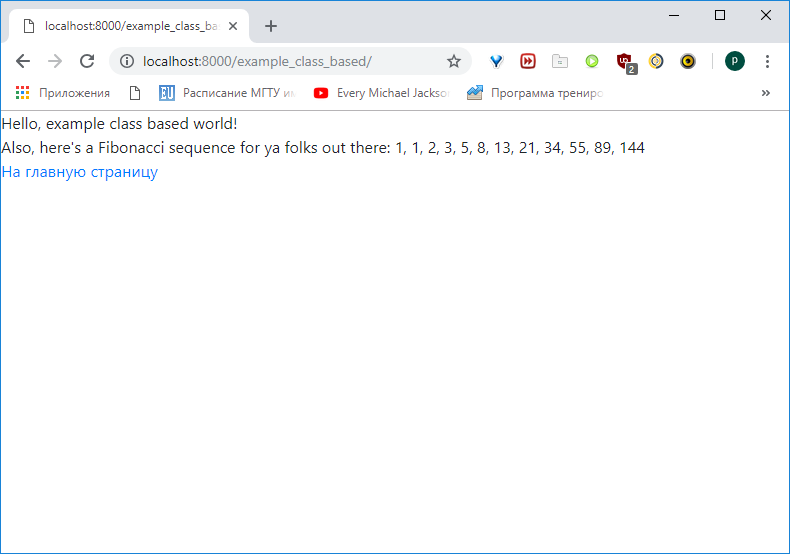 localhost:8000/example_class_ba
localhost:8000/example_class_based/
2
p
Приложения
Расписание МГТУ
Every Michael Jackso
Программа трениро
Hello, example class based world!
Also, here's a Fibonacci sequence for ya folks out there: 1, 1, 2, 3, 5, 8, 13, 21, 34, 55, 89, 144
На главную страницу